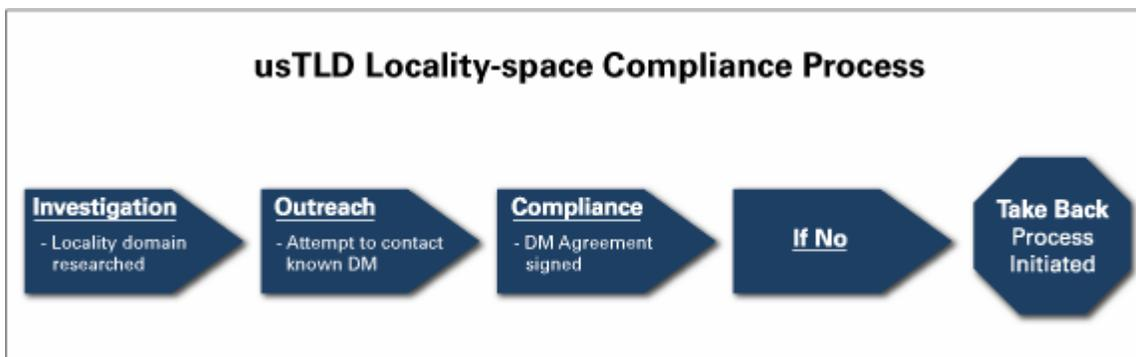 usTLD Locality-space Compliance Process
Investigation
- Locality domain
researched
Outreach
- Attempt to contact
known DM
Compliance
- DM Agreement
signed
If No
Take Back
Process
Initiated